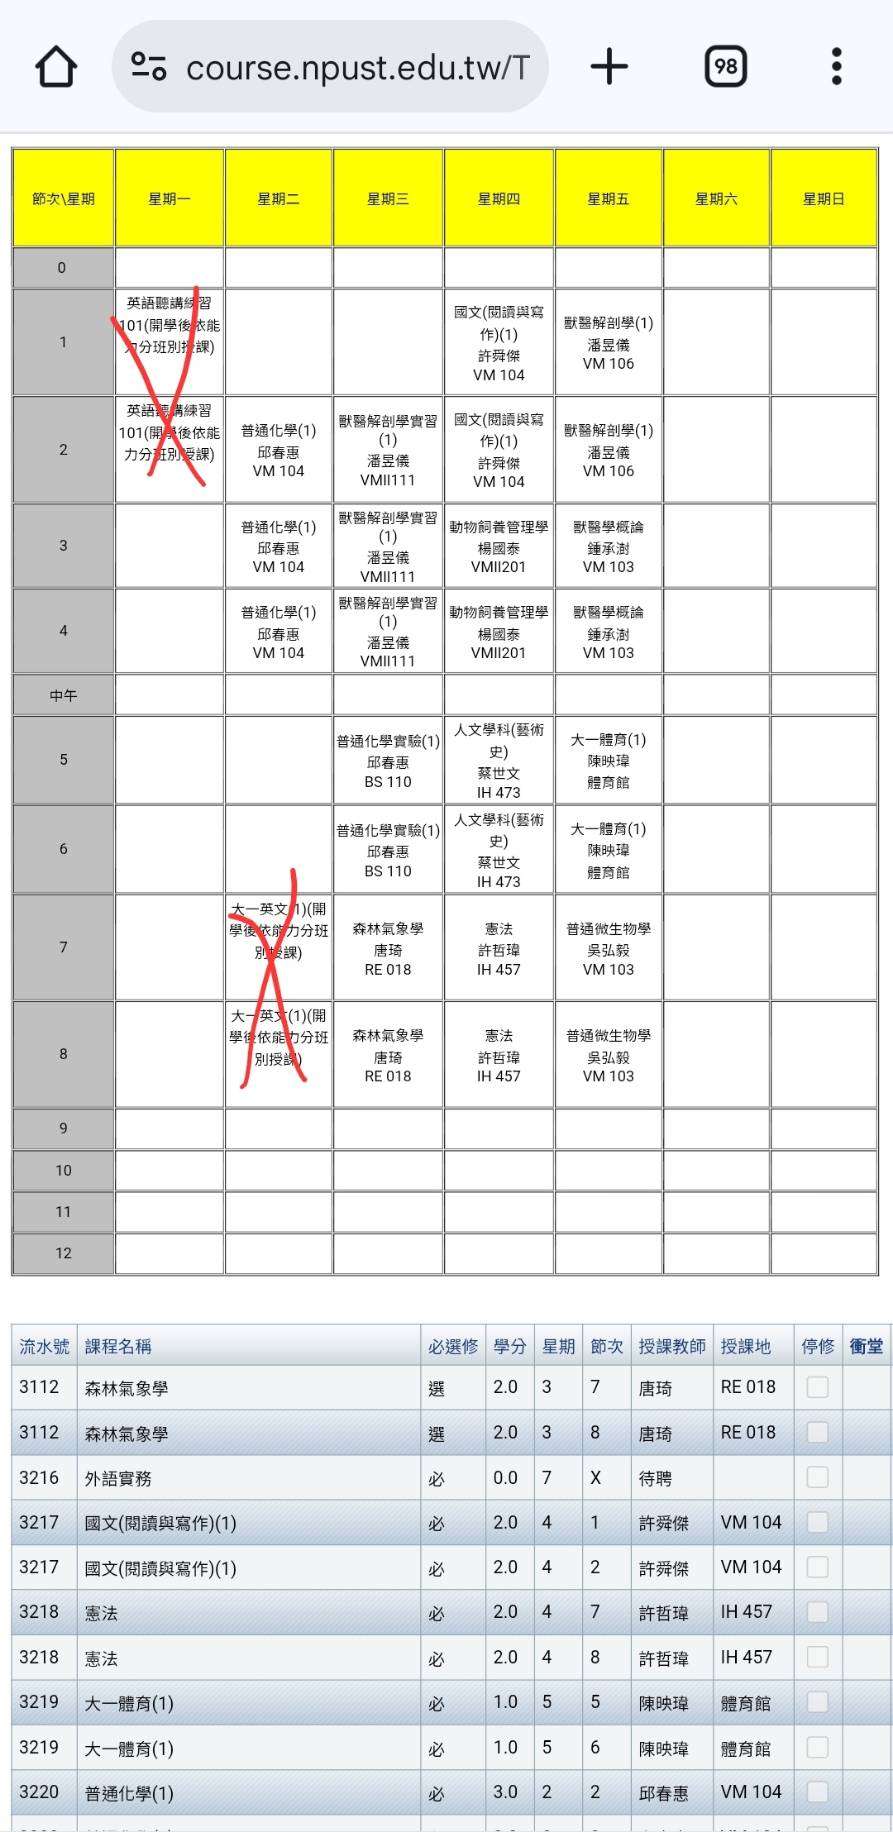 course.npust.edu.tw/T
98
節次\星期 星期一 星期二 星期三 星期四 星期五 星期六 星期日
0
1
英語聽講練習
101(開學後依能
力分班別授課)
國文(閱讀與寫
作)(1)
許舜傑
VM 104
獸醫解剖學(1)
潘昱儀
VM 106
2
英語聽講練習
101(開學後依能
力分班別授課)
普通化學(1)
邱春惠
VM 104
獸醫解剖學實習
(1)
潘昱儀
VMII111
國文(閱讀與寫
作)(1)
許舜傑
VM 104
獸醫解剖學(1)
潘昱儀
VM 106
3
普通化學(1)
邱春惠
VM 104
獸醫解剖學實習
(1)
潘昱儀
VMII111
動物飼養管理學
楊國泰
VMII201
獸醫學概論
鍾承澍
VM 103
4
普通化學(1)
邱春惠
VM 104
獸醫解剖學實習
(1)
潘昱儀
VMII111
動物飼養管理學
楊國泰
VMII201
獸醫學概論
鍾承澍
VM 103
中午
5
普通化學實驗(1)
邱春惠
BS 110
人文學科(藝術
史)
蔡世文
IH 473
大一體育(1)
陳映瑋
體育館
6
普通化學實驗(1)
邱春惠
BS 110
人文學科(藝術
史)
蔡世文
IH 473
大一體育(1)
陳映瑋
體育館
7
大一英文(1)(開
學後依能力分班
別授課)
森林氣象學
唐琦
RE 018
憲法
許哲瑋
IH 457
普通微生物學
吳弘毅
VM 103
8
大一英文(1)(開
學後依能力分班
別授課)
森林氣象學
唐琦
RE 018
憲法
許哲瑋
IH 457
普通微生物學
吳弘毅
VM 103
9
10
11
12
流水號 課程名稱 必選修 學分 星期 節次 授課教師 授課地 停修 衝堂
3112 森林氣象學 選 2.0 3 7 唐琦 RE 018
3112 森林氣象學 選 2.0 3 8 唐琦 RE 018
3216 外語實務 必 0.0 7 X 待聘
3217 國文(閱讀與寫作)(1) 必 2.0 4 1 許舜傑 VM 104
3217 國文(閱讀與寫作)(1) 必 2.0 4 2 許舜傑 VM 104
3218 憲法 必 2.0 4 7 許哲瑋 IH 457
3218 憲法 必 2.0 4 8 許哲瑋 IH 457
3219 大一體育(1) 必 1.0 5 5 陳映瑋 體育館
3219 大一體育(1) 必 1.0 5 6 陳映瑋 體育館
3220 普通化學(1) 必 3.0 2 2 邱春惠 VM 104